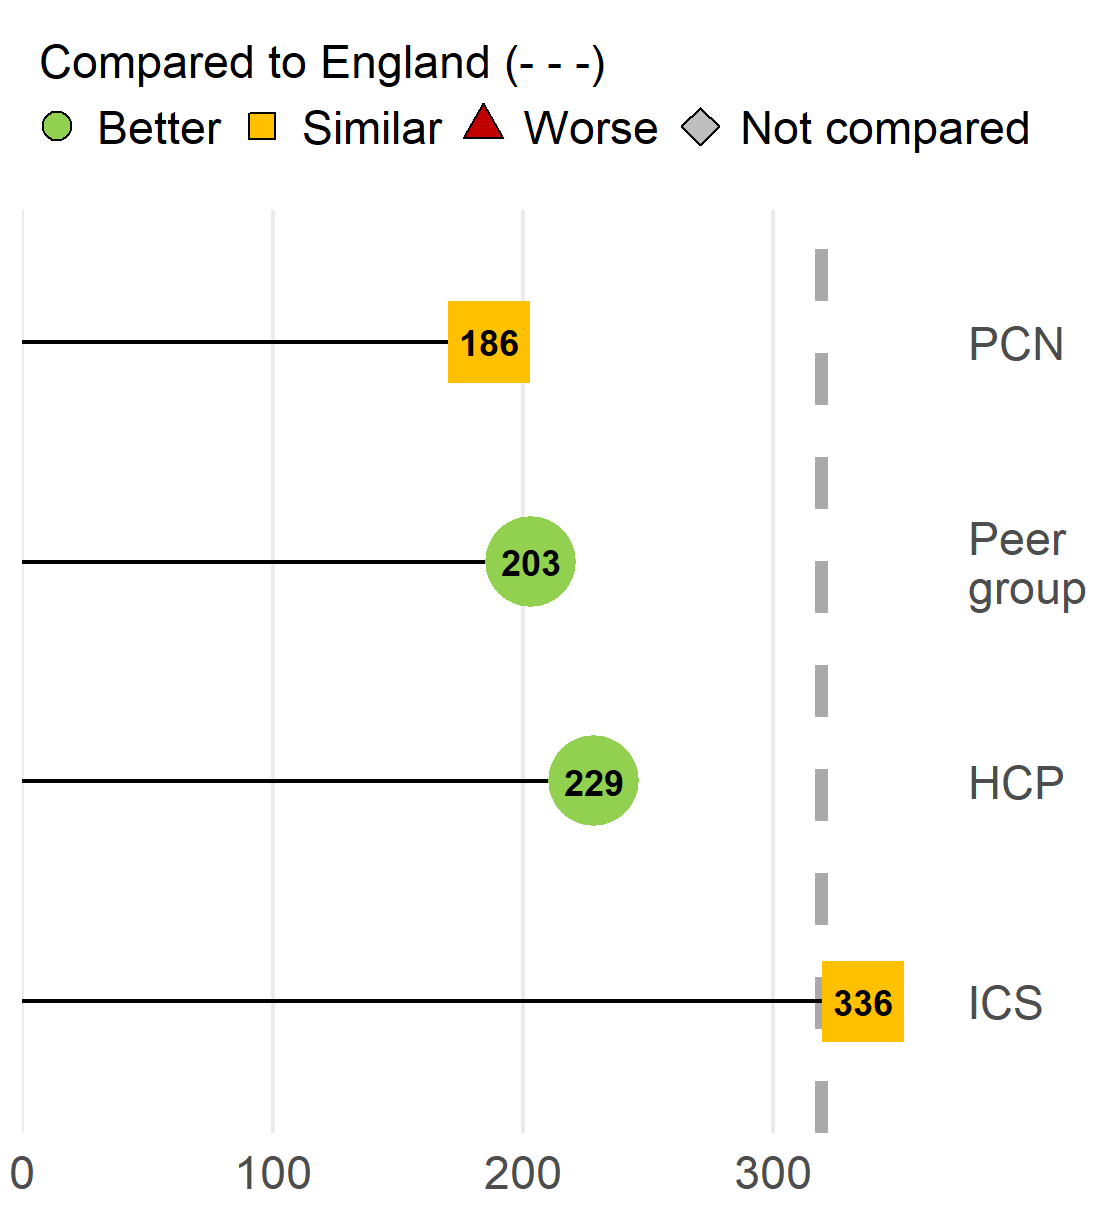 Compared to England (- - -)
Better Similar Worse Not compared
186 PCN
203 Peer
group
229 HCP
336 ICS
0 100 200 300